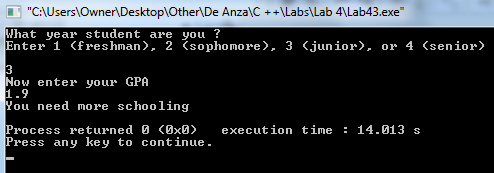 "C:\Users\Owner\Desktop\Other\De Anza\C ++\Labs\Lab 4\Lab43.exe"
What year student are you ?
Enter 1 (freshman), 2 (sophomore), 3 (junior), or 4 (senior)
3
Now enter your GPA
1.9
You need more schooling
Process returned 0 (0x0)   execution time : 14.013 s
Press any key to continue.